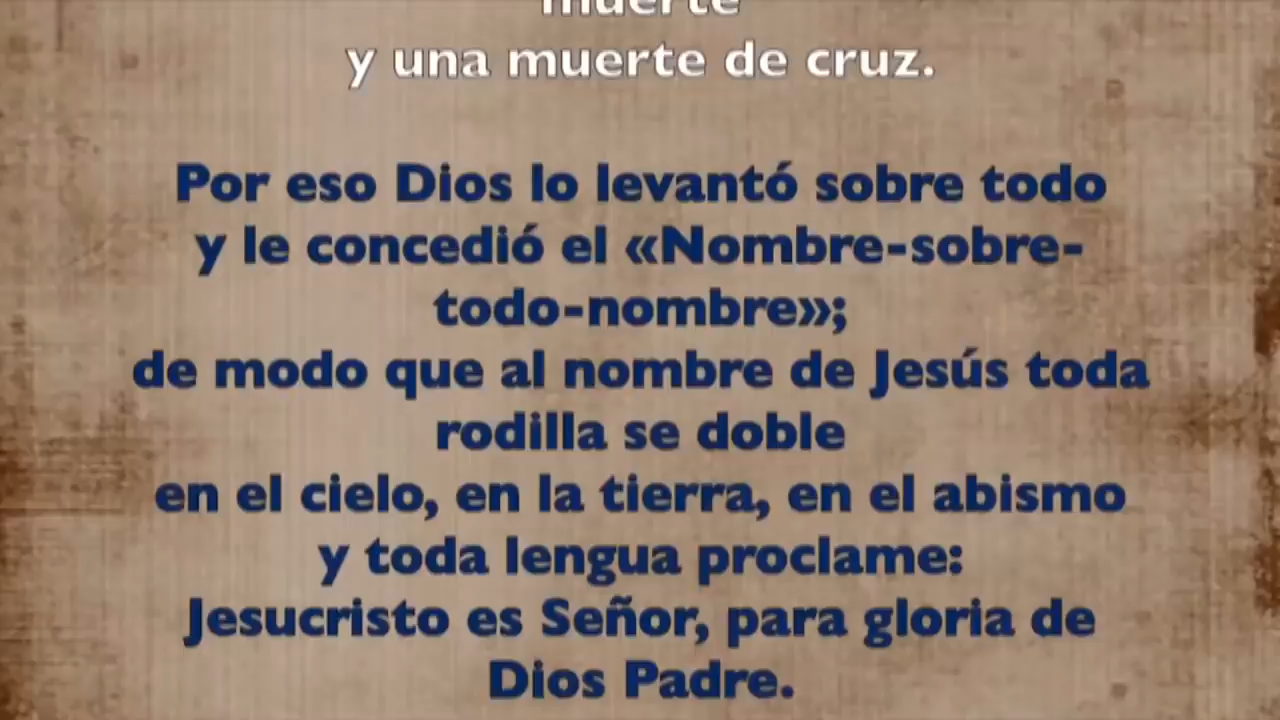 muerte
y una muerte de cruz.
Por eso Dios lo levantó sobre todo
y le concedió el «Nombre-sobre-
todo-nombre»;
de modo que al nombre de Jesús toda
rodilla se doble
en el cielo, en la tierra, en el abismo
y toda lengua proclame:
Jesucristo es Señor, para gloria de
Dios Padre.